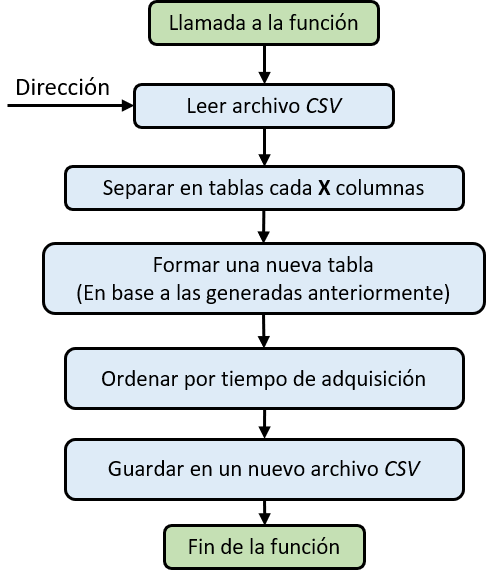 Llamada a la función
Dirección
Leer archivo CSV
Separar en tablas cada X columnas
Formar una nueva tabla
(En base a las generadas anteriormente)
Ordenar por tiempo de adquisición
Guardar en un nuevo archivo CSV
Fin de la función